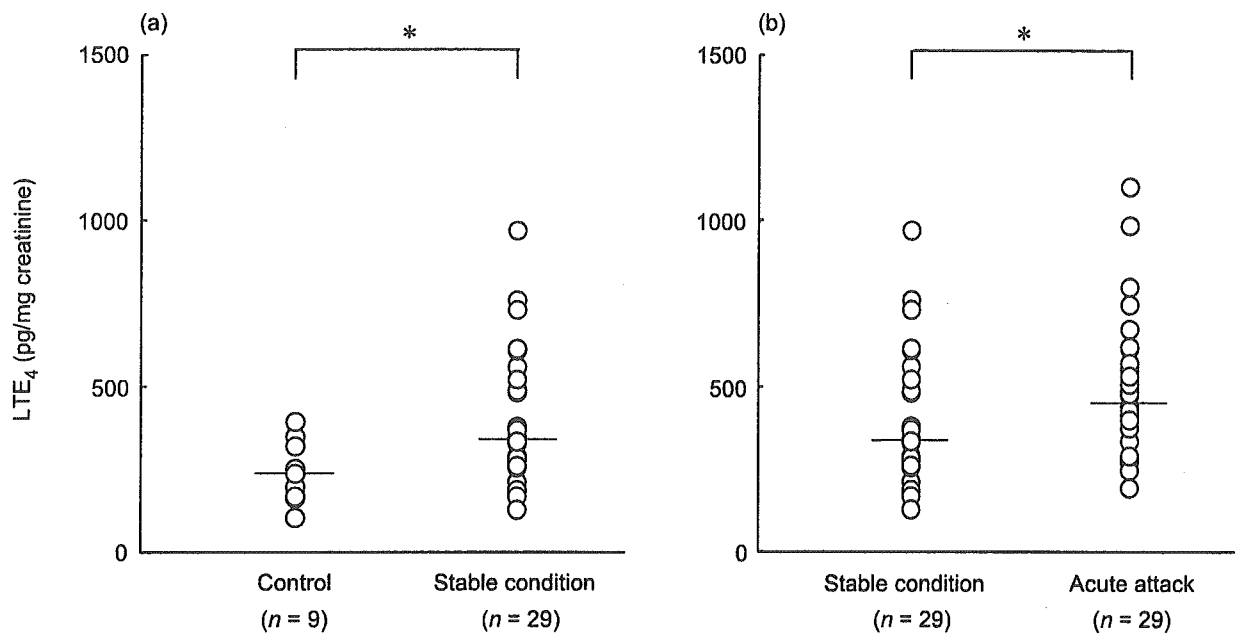 (a)
*
1500
1000
500
0
LTE4 (pg/mg creatinine)
Control
(n = 9)
Stable condition
(n = 29)
(b)
*
1500
1000
500
0
Stable condition
(n = 29)
Acute attack
(n = 29)